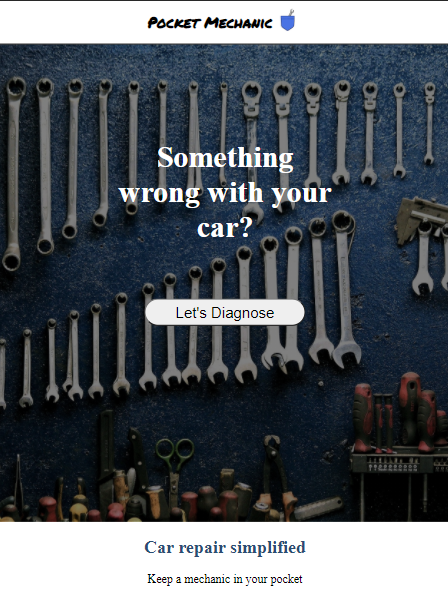 Pocket Mechanic
Something
wrong with your
car?
Let's Diagnose
Car repair simplified
Keep a mechanic in your pocket